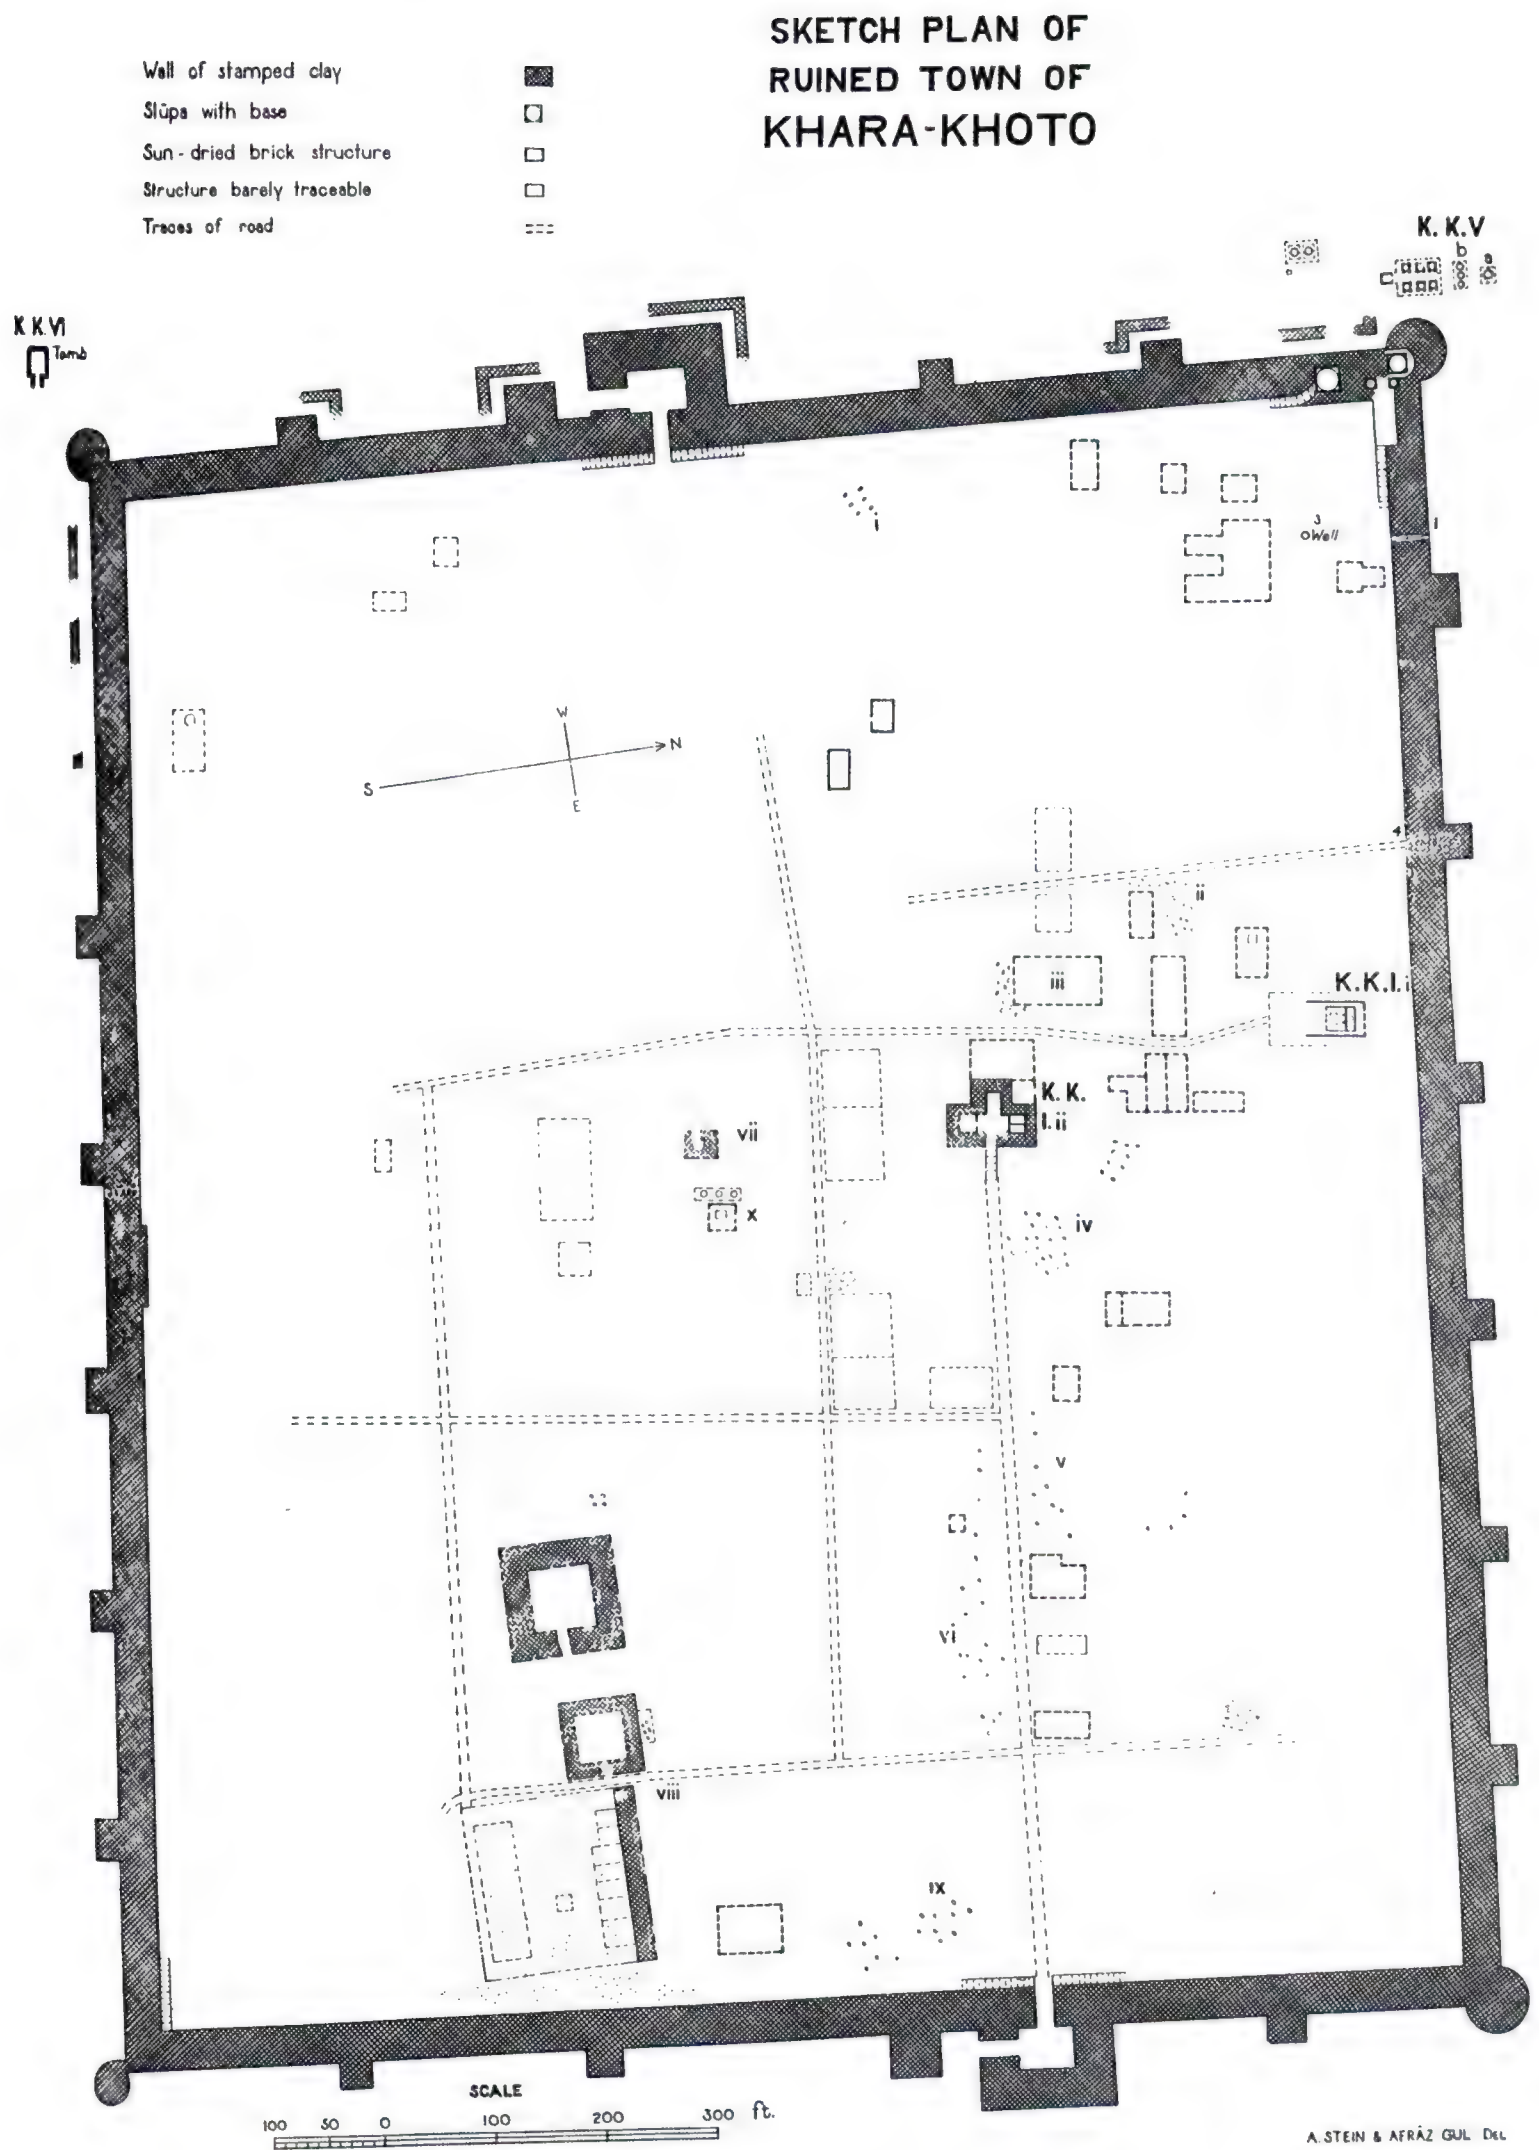 SKETCH PLAN OF
RUINED TOWN OF
KHARA-KHOTO
Wall of stamped clay
Stūpa with base
Sun-dried brick structure
Structure barely traceable
Traces of road
K.K.V
b
a
K.K.VI
Tomb
i
3
Well
1
W
N
S
E
4
ii
iii
K.K.I.i
K.K.
I.ii
vii
x
iv
v
vi
viii
ix
SCALE
100 50 0 100 200 300 ft.
A. STEIN & AFRĀZ GUL DEL